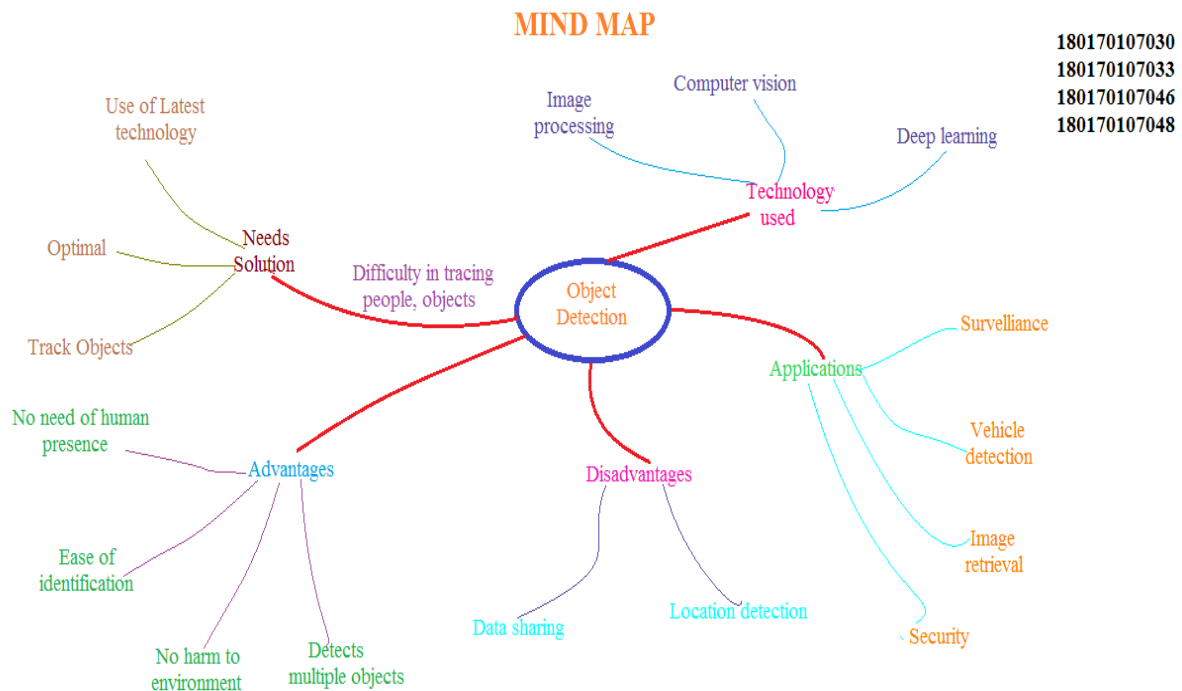 MIND MAP
180170107030
180170107033
180170107046
180170107048
Computer vision
Image
processing
Deep learning
Technology
used
Use of Latest
technology
Optimal
Needs
Solution
Track Objects
Difficulty in tracing
people, objects
Object
Detection
Survelliance
Applications
Vehicle
detection
Image
retrieval
Security
No need of human
presence
Advantages
Ease of
identification
No harm to
environment
Detects
multiple objects
Disadvantages
Data sharing
Location detection